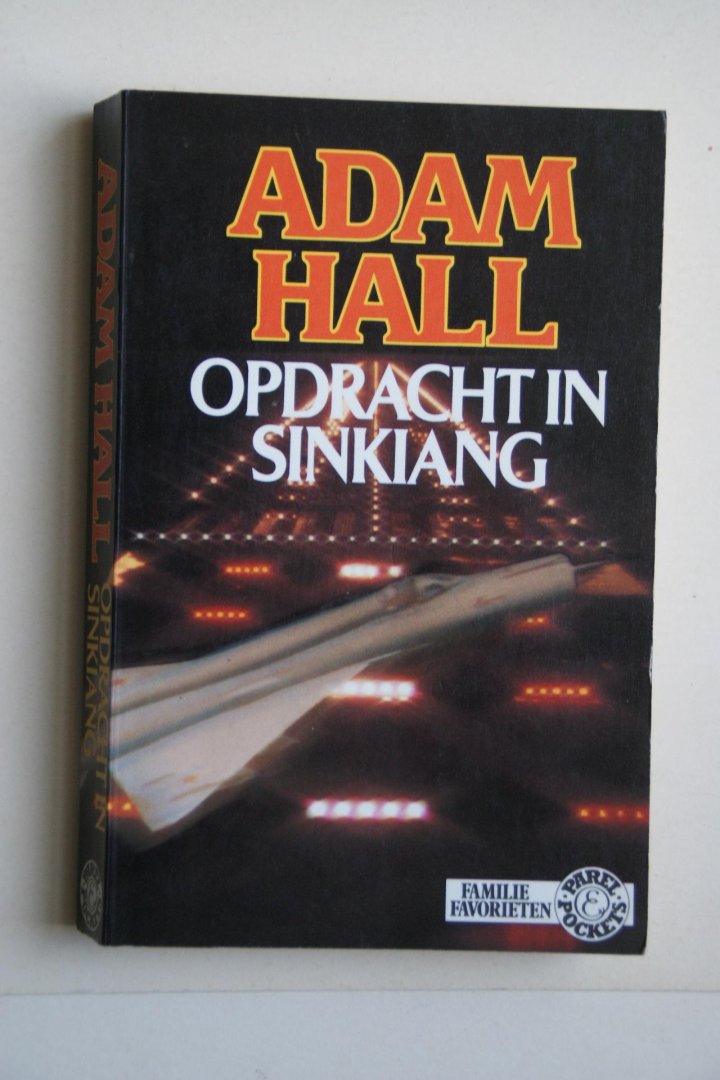 ADAM
HALL
OPDRACHT IN
SINKIANG
FAMILIE
FAVORIETEN
PAREL
E
POCKETS
ADAM HALL
OPDRACHT IN
SINKIANG